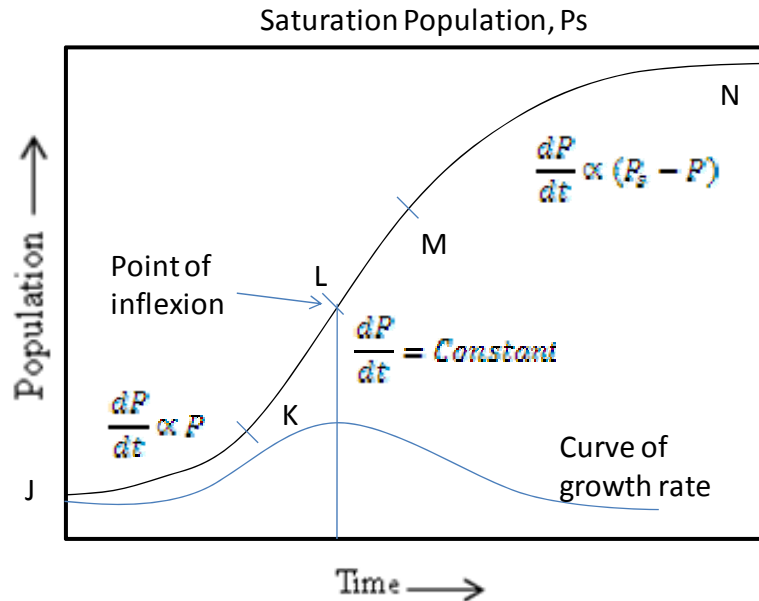 Saturation Population, Ps
N
dP/dt ∝ (P_s − P)
M
Point of
inflexion
L
dP/dt = Constant
Population
dP/dt ∝ P
K
Curve of
growth rate
J
Time